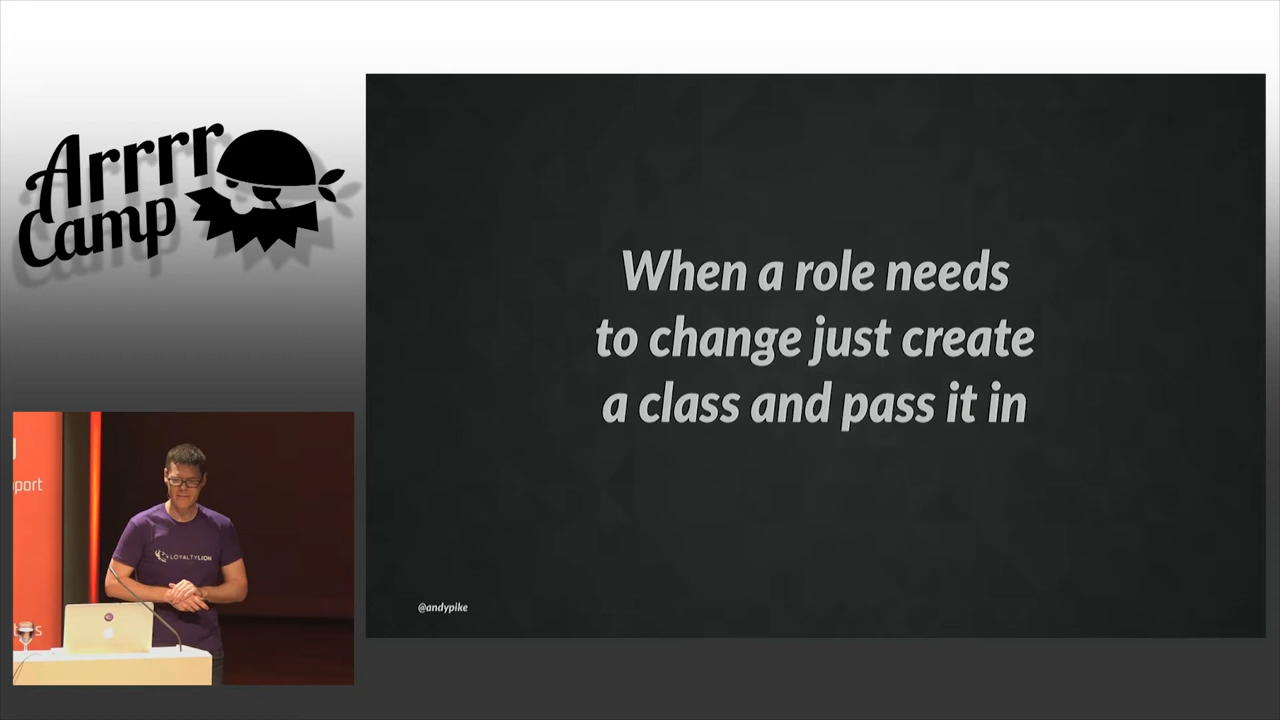 Arrrr
Camp
When a role needs
to change just create
a class and pass it in
@andypike
port
LOYALTYLION